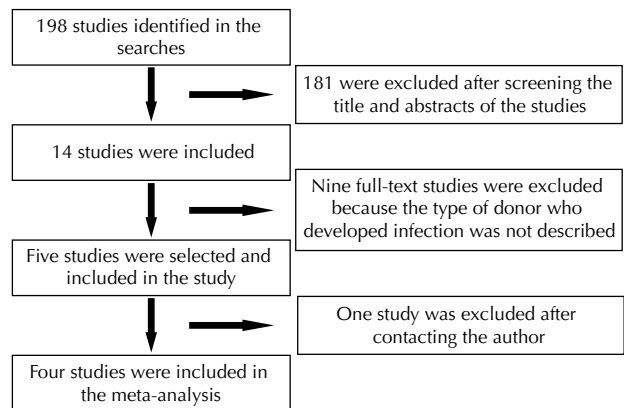 198 studies identified in the
searches
181 were excluded after screening the
title and abstracts of the studies
14 studies were included
Nine full-text studies were excluded
because the type of donor who
developed infection was not described
Five studies were selected and
included in the study
One study was excluded after
contacting the author
Four studies were included in
the meta-analysis